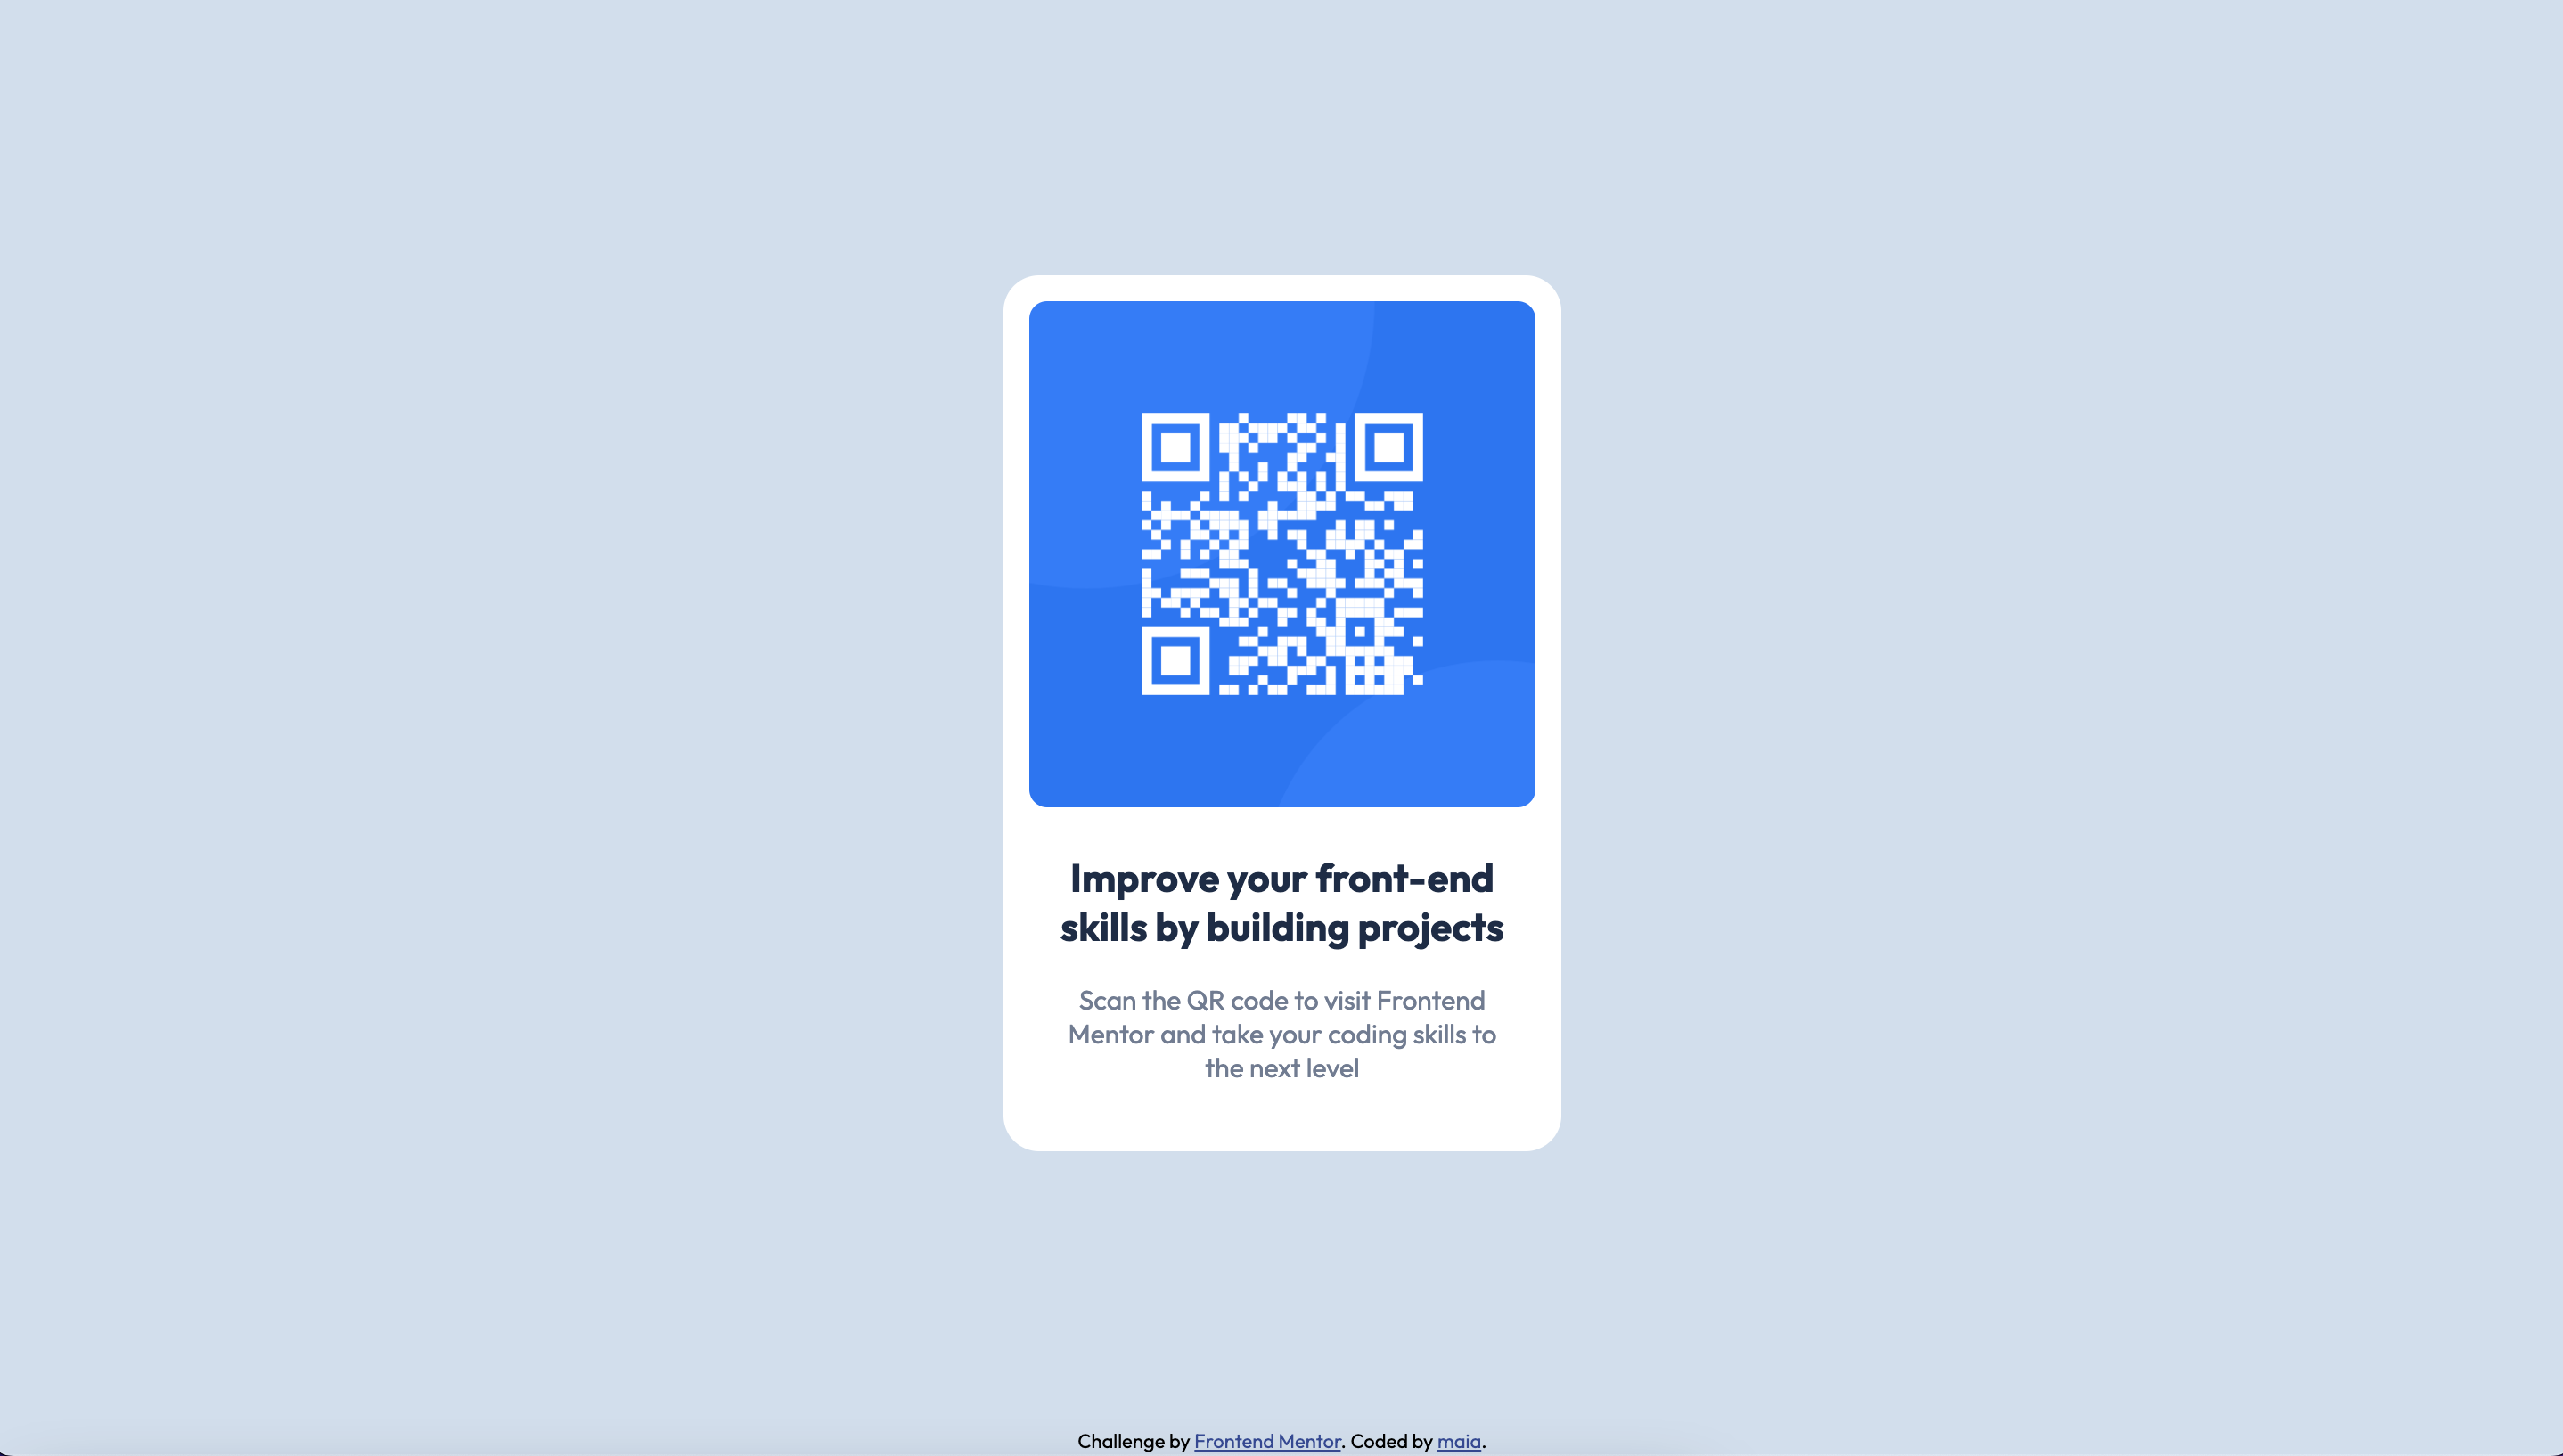 Improve your front-end
skills by building projects
Scan the QR code to visit Frontend
Mentor and take your coding skills to
the next level
Challenge by Frontend Mentor. Coded by maia.